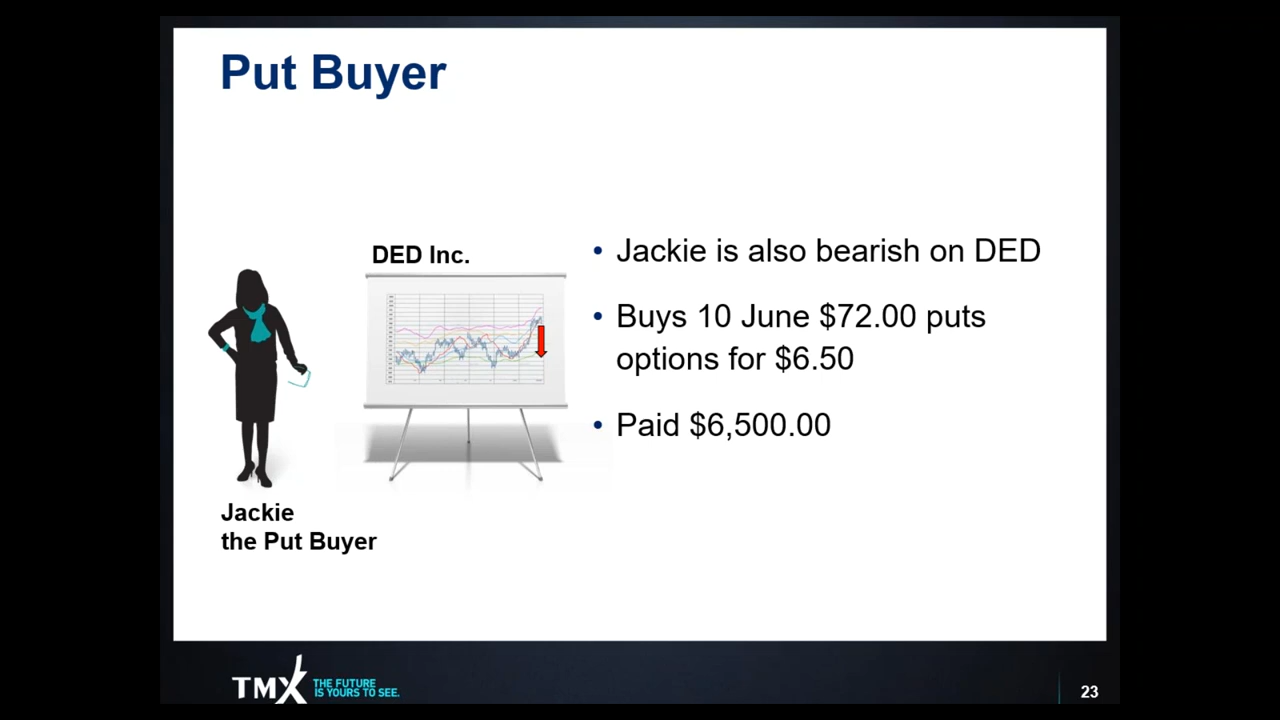 Put Buyer
DED Inc.
• Jackie is also bearish on DED
• Buys 10 June $72.00 puts
options for $6.50
• Paid $6,500.00
Jackie
the Put Buyer
TMX THE FUTURE
IS YOURS TO SEE.
23